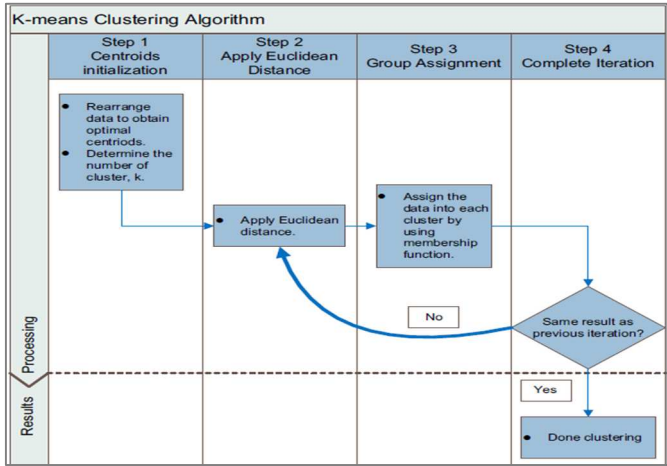 K-means Clustering Algorithm
Step 1
Centroids
initialization
Step 2
Apply Euclidean
Distance
Step 3
Group Assignment
Step 4
Complete Iteration
Processing
• Rearrange
data to obtain
optimal
centriods.
• Determine the
number of
cluster, k.
• Apply Euclidean
distance.
• Assign the
data into each
cluster by
using
membership
function.
Same result as
previous iteration?
No
Yes
Results
• Done clustering